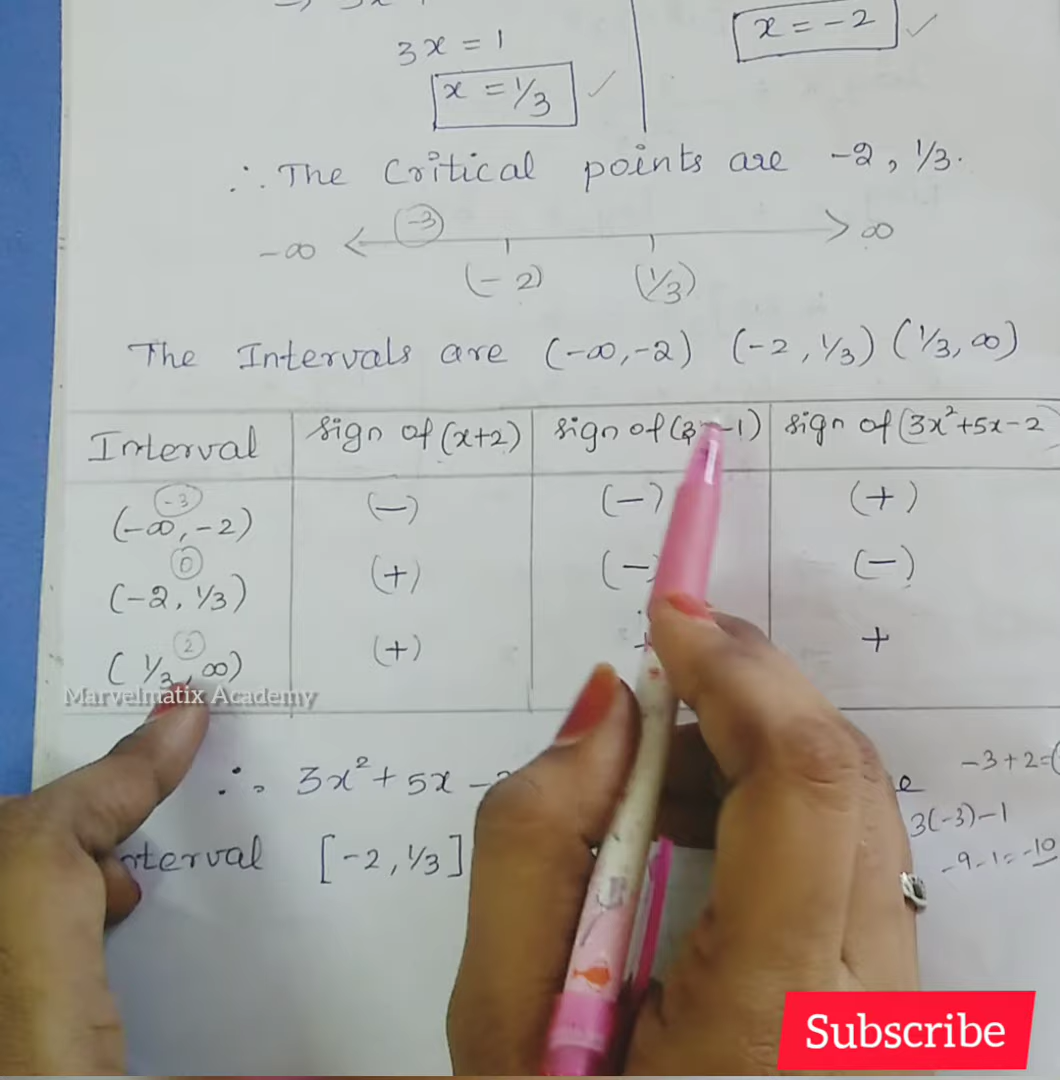 3x = 1
x = 1/3
x = -2
∴ The Critical points are -2, 1/3.
-3
-∞ ∞
(-2) (1/3)
The Intervals are (-∞,-2) (-2, 1/3) (1/3, ∞)
Interval sign of (x+2) sign of (3 -1) sign of (3x²+5x-2
-3
(-∞,-2) (-) (-) (+)
0
(-2, 1/3) (+) (-) (-)
2
(1/3, ∞) (+) +
Marvelmatix Academy
∴ 3x² + 5x -
-3+2=(
3(-3)-1
-9-1=-10
nterval [-2, 1/3]
Subscribe